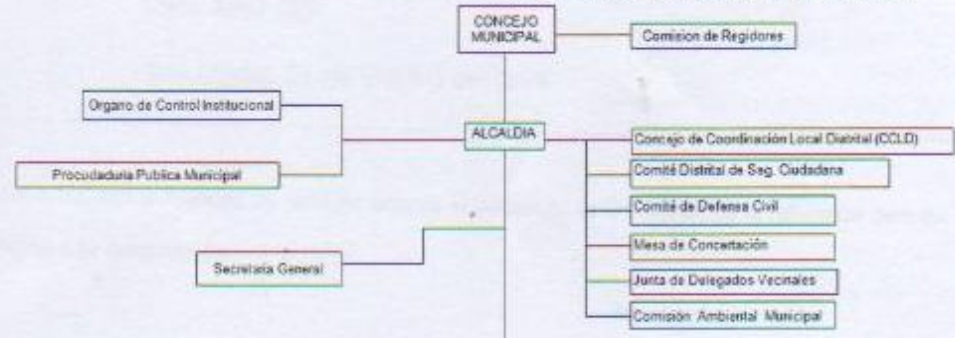 CONCEJO
MUNICIPAL
Comision de Regidores
Organo de Control Institucional
ALCALDIA
Concejo de Coordinación Local Distrital (CCLD)
Procudaduria Publica Municipal
Comité Distrital de Seg. Ciudadana
Comité de Defensa Civil
Mesa de Concertación
Secretaria General
Junta de Delegados Vecinales
Comisión Ambiental Municipal